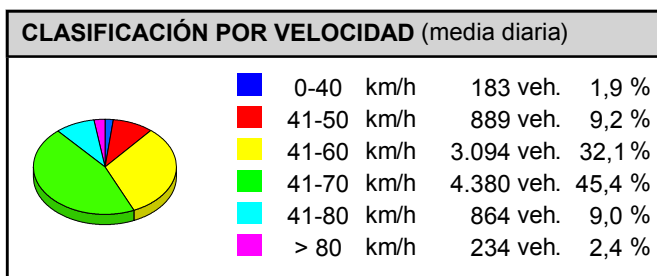 CLASIFICACIÓN POR VELOCIDAD (media diaria)
0-40 km/h 183 veh. 1,9 %
41-50 km/h 889 veh. 9,2 %
41-60 km/h 3.094 veh. 32,1 %
41-70 km/h 4.380 veh. 45,4 %
41-80 km/h 864 veh. 9,0 %
> 80 km/h 234 veh. 2,4 %